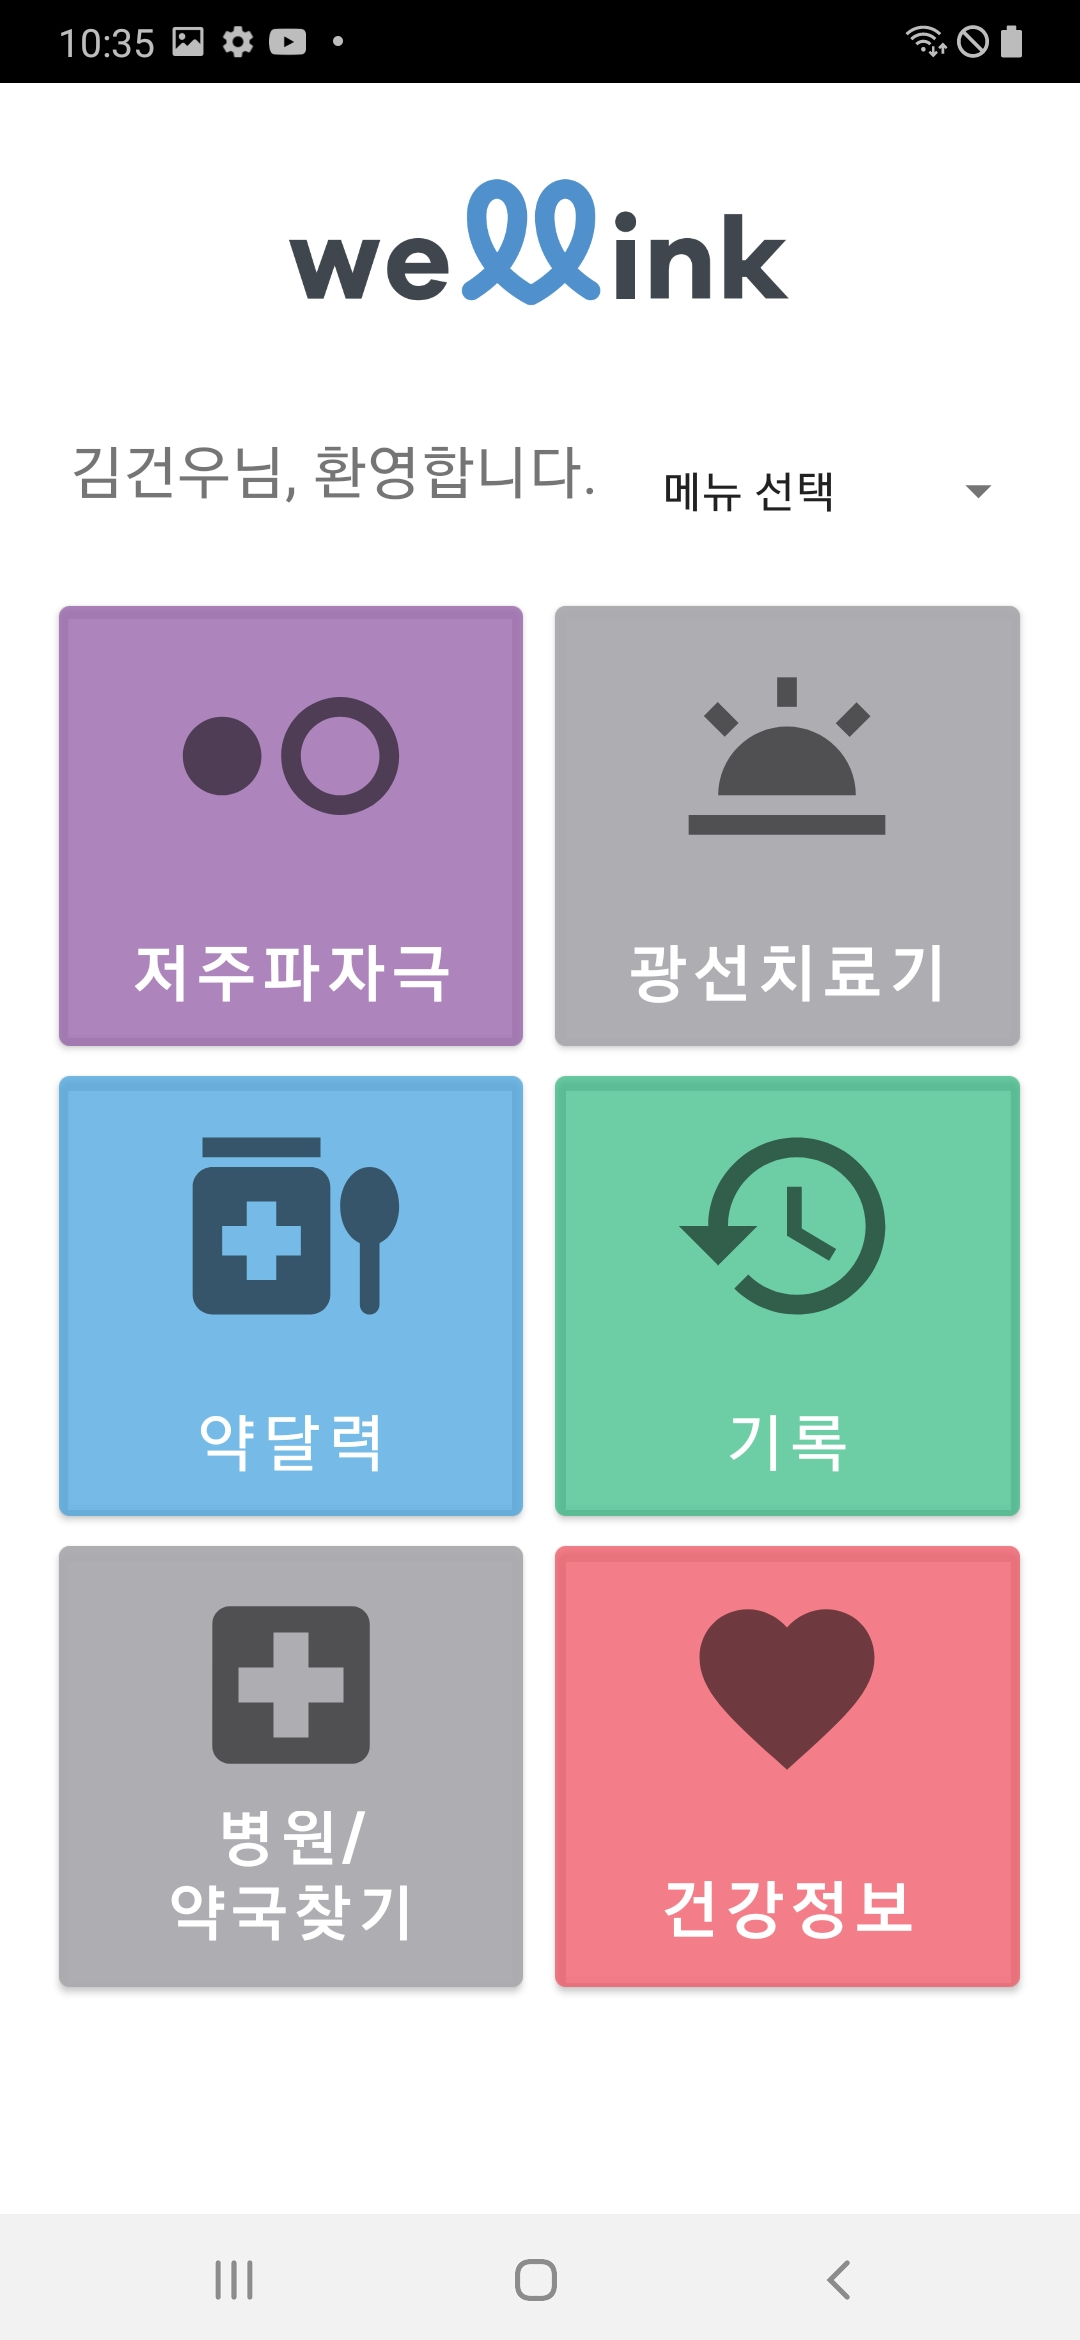 10:35
wellink
김건우님, 환영합니다.
메뉴 선택
저주파자극
광선치료기
약달력
기록
병원/
약국찾기
건강정보